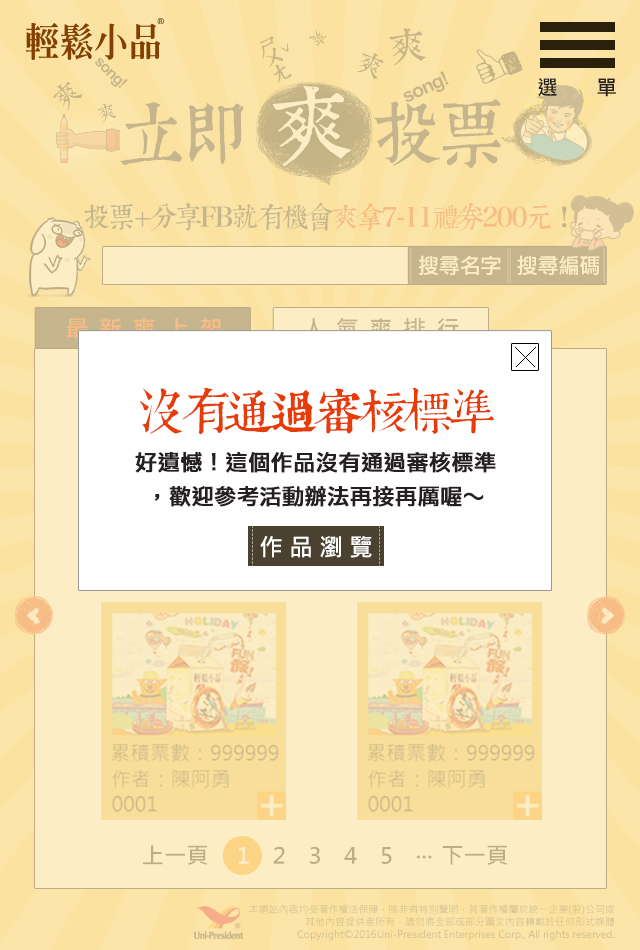 輕鬆小品®
選 單
song!
爽
爽
爽
爽
song!
立即爽投票
投票+分享FB就有機會爽拿7-11禮券200元！
搜尋名字 搜尋編碼
最新爽上架 人氣爽排行
沒有通過審核標準
好遺憾！這個作品沒有通過審核標準
，歡迎參考活動辦法再接再厲喔～
作品瀏覽
HOLIDAY HOLIDAY
FUN假! FUN假!
輕鬆小品 輕鬆小品
累積票數：999999 累積票數：999999
作者：陳阿勇 作者：陳阿勇
0001 0001
上一頁 1 2 3 4 5 ... 下一頁
本網站內容均受著作權法保障，除非有特別聲明，其著作權屬於統一企業(股)公司或
其他內容提供者所有，請勿將全部或部分圖文內容轉載於任何形式媒體
Uni-President
Copyright©2016Uni-President Enterprises Corp., All rights reserved.